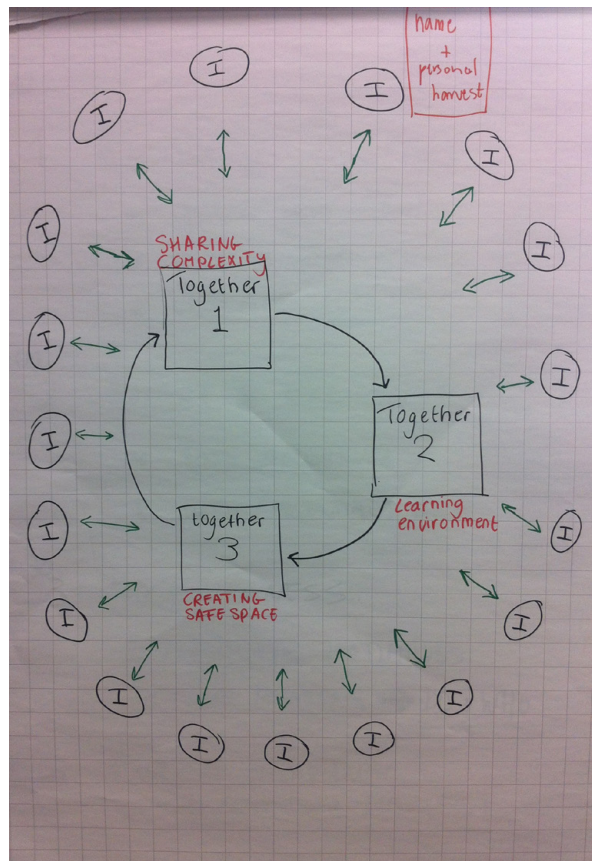 name
+
personal
harvest
I
I
I
I
I
SHARING
COMPLEXITY
I
Together
1
I
I
Together
2
I
Learning
environment
I
I
together
3
CREATING
SAFE SPACE
I
I
I
I
I
I
I